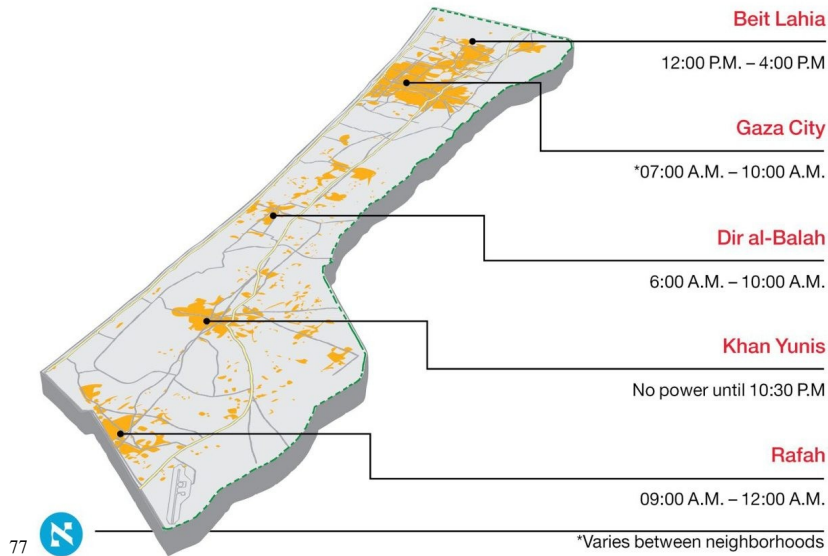 Beit Lahia
12:00 P.M. – 4:00 P.M
Gaza City
*07:00 A.M. – 10:00 A.M.
Dir al-Balah
6:00 A.M. – 10:00 A.M.
Khan Yunis
No power until 10:30 P.M
Rafah
09:00 A.M. – 12:00 A.M.
*Varies between neighborhoods
77